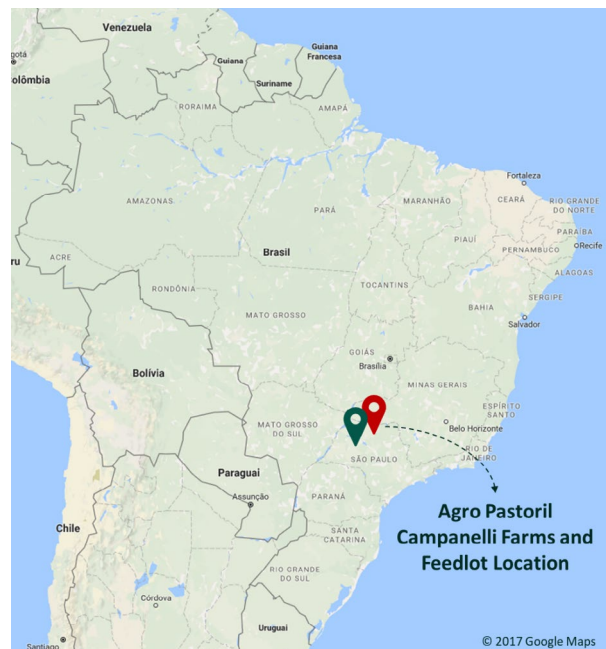 Venezuela
Guiana
Francesa
Guiana
Suriname
olômbia
RORAIMA
AMAPÁ
Fortaleza
AMAZONAS
PARÁ
MARANHÃO
CEARÁ
RIO GRANDE
DO NORTE
PARAÍBA
PIAUÍ
PERNAMBUCO
Recife
Brasil
ACRE
ALAGOAS
ru
RONDÔNIA
TOCANTINS
SERGIPE
MATO GROSSO
BAHIA
Salvador
GOIÁS
Brasília
Bolívia
MINAS GERAIS
ESPÍRITO
SANTO
MATO GROSSO
DO SUL
Belo Horizonte
SÃO PAULO
RIO DE
JANEIRO
Paraguai
PARANÁ
Assunção
Agro Pastoril
Campanelli Farms and
Feedlot Location
Chile
SANTA
CATARINA
RIO GRANDE
DO SUL
Córdova
Uruguai
Santiago
© 2017 Google Maps